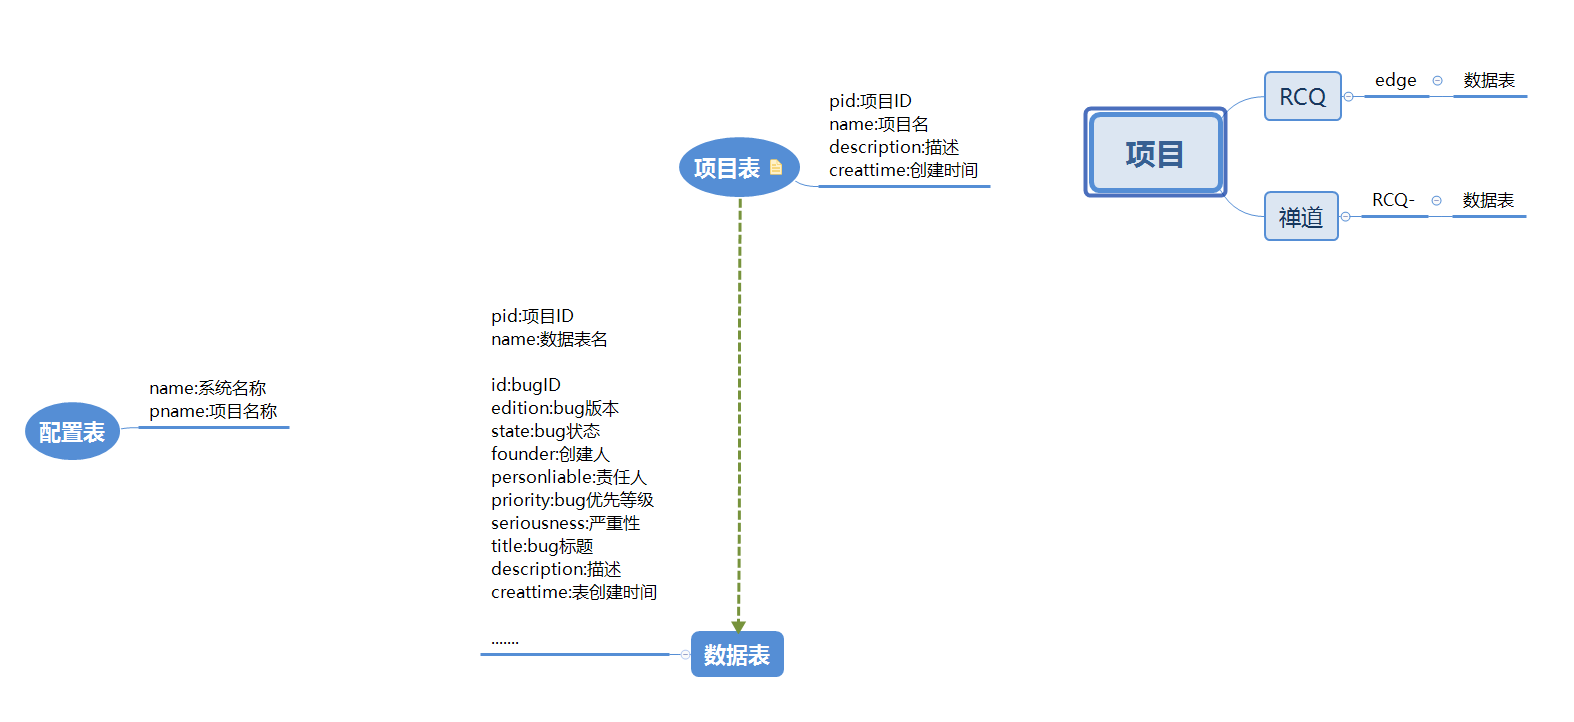 pid:项目ID
name:项目名
description:描述
creattime:创建时间
项目表
项目
RCQ
edge
数据表
禅道
RCQ-
数据表
配置表
name:系统名称
pname:项目名称
pid:项目ID
name:数据表名
id:bugID
edition:bug版本
state:bug状态
founder:创建人
personliable:责任人
priority:bug优先等级
seriousness:严重性
title:bug标题
description:描述
creattime:表创建时间
.......
数据表